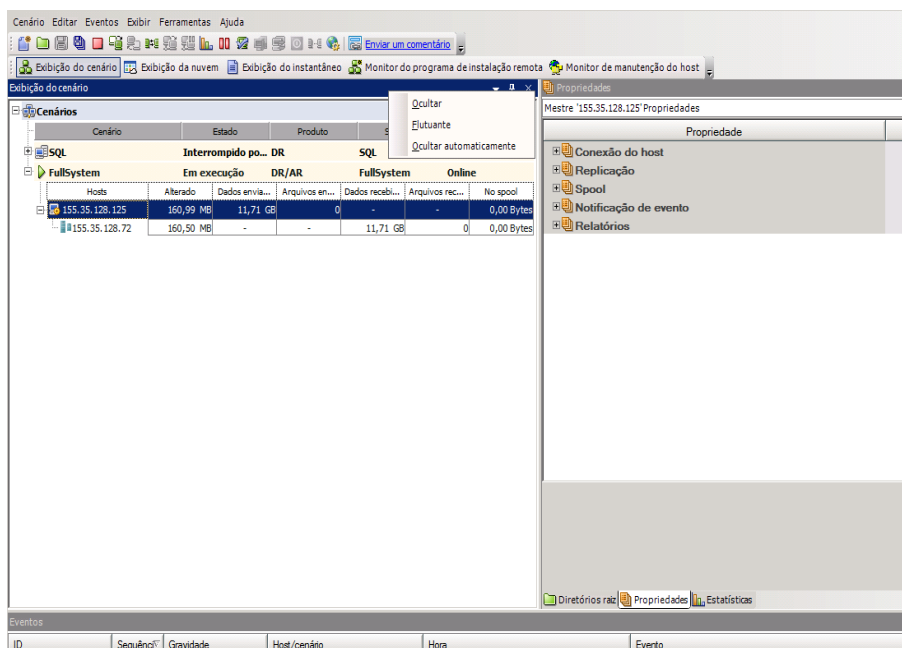 Cenário Editar Eventos Exibir Ferramentas Ajuda
Enviar um comentário
Exibição do cenário Exibição da nuvem Exibição do instantâneo Monitor do programa de instalação remota Monitor de manutenção do host
Exibição do cenário
Propriedades
Ocultar
Flutuante
Ocultar automaticamente
Mestre '155.35.128.125' Propriedades
Cenários
Cenário Estado Produto S
Propriedade
SQL Interrompido po... DR SQL
FullSystem Em execução DR/AR FullSystem Online
Hosts Alterado Dados envia... Arquivos en... Dados recebi... Arquivos rec... No spool
155.35.128.125 160,99 MB 11,71 GB 0 - - 0,00 Bytes
155.35.128.72 160,50 MB - - 11,71 GB 0 0,00 Bytes
Conexão do host
Replicação
Spool
Notificação de evento
Relatórios
Diretórios raiz Propriedades Estatísticas
Eventos
ID Sequênci Gravidade Host/cenário Hora Evento